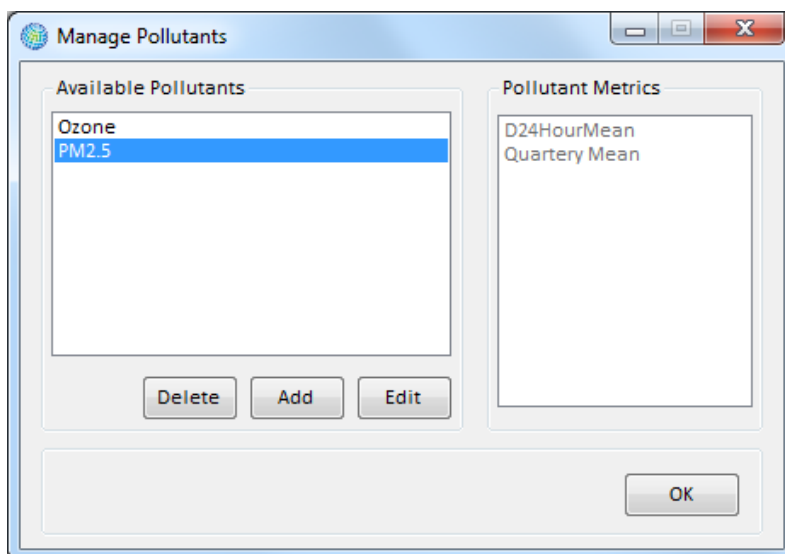 Manage Pollutants
Available Pollutants
Ozone
PM2.5
Delete
Add
Edit
Pollutant Metrics
D24HourMean
Quartery Mean
OK